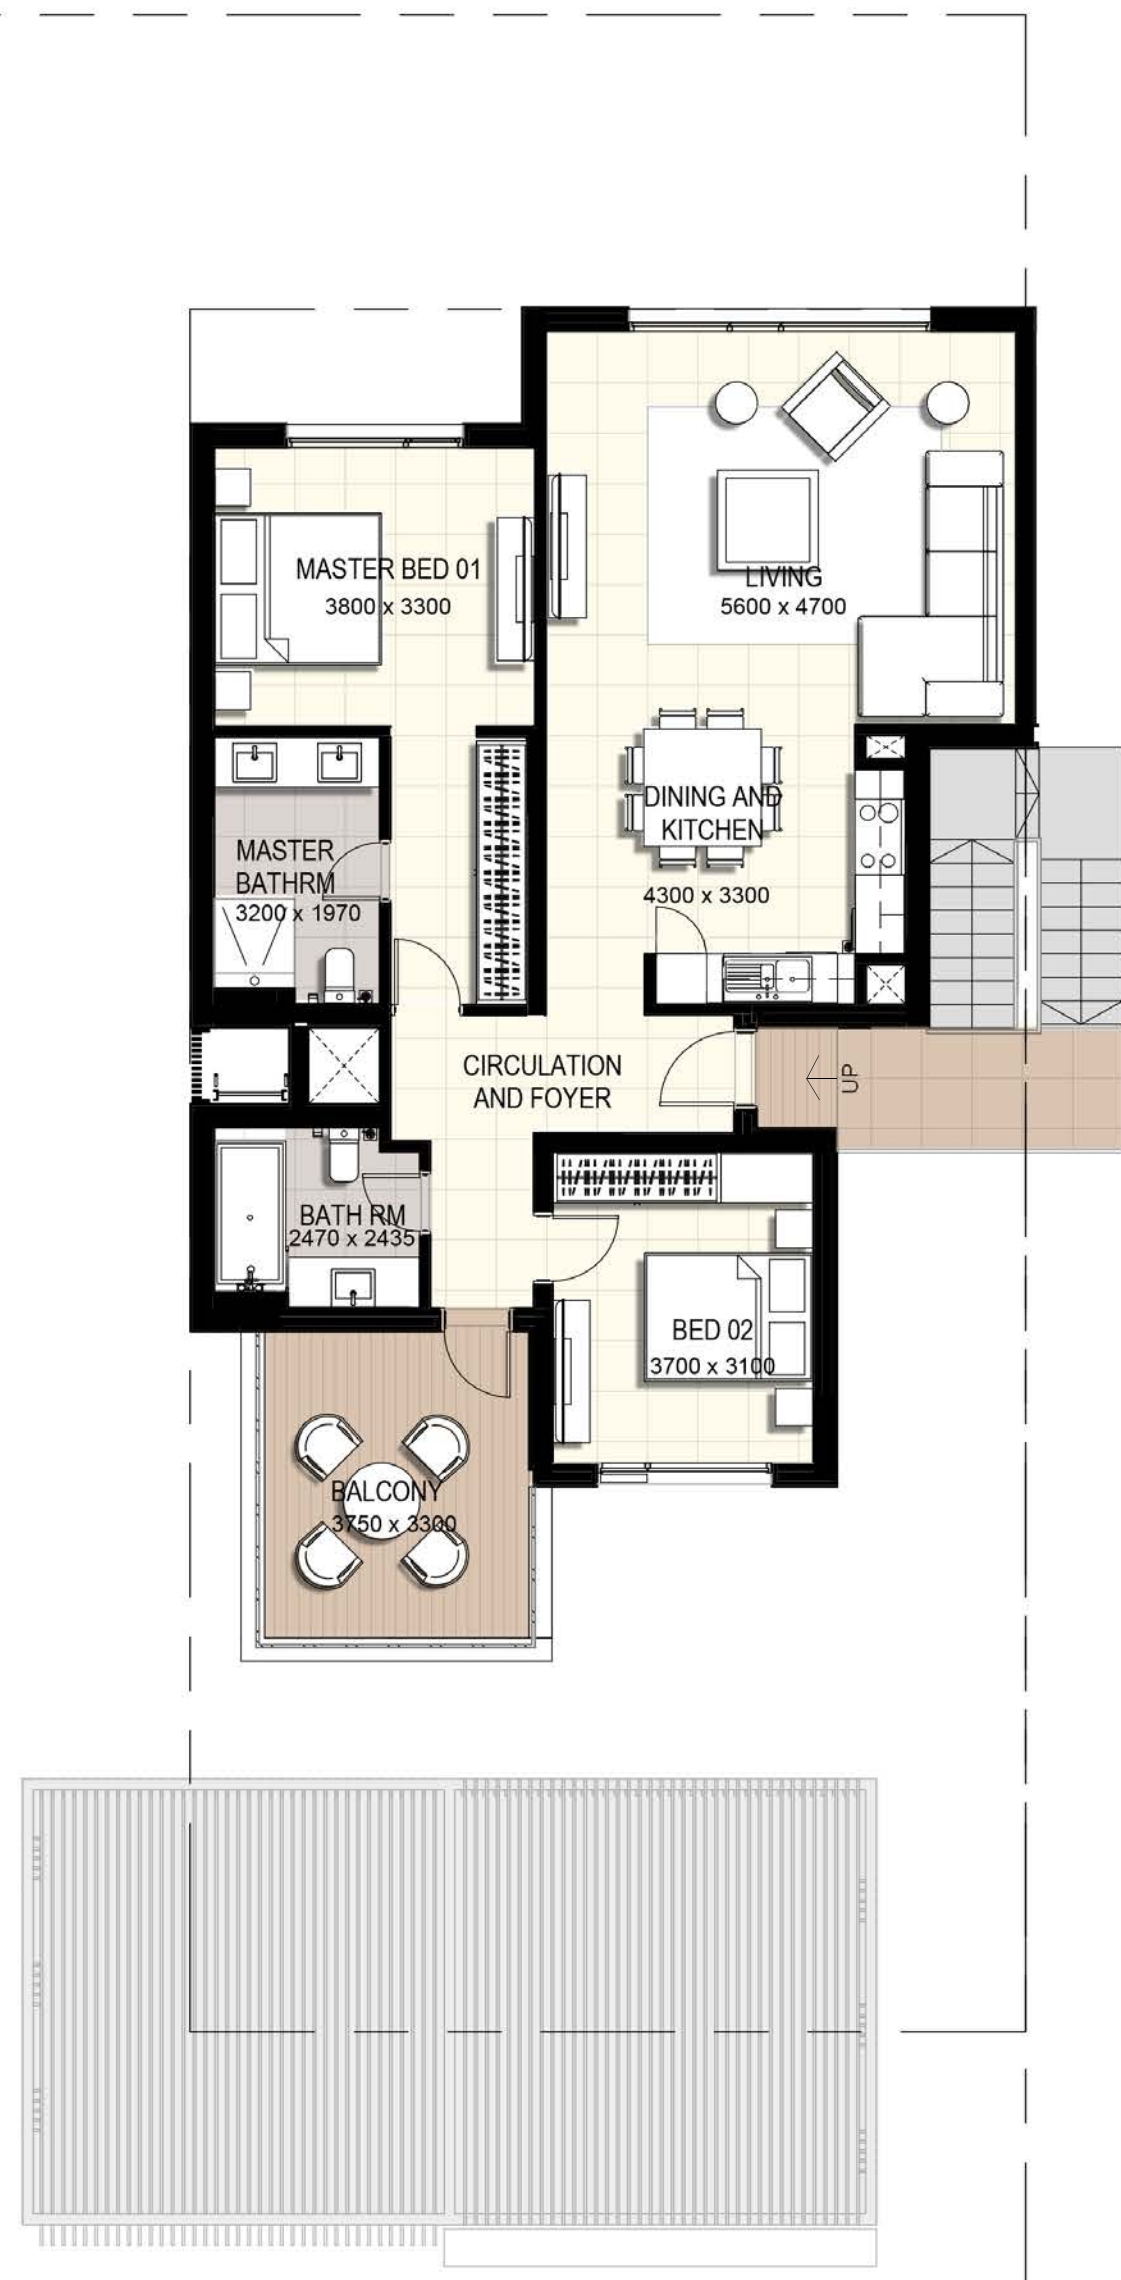 MASTER BED 01
3800 x 3300
LIVING
5600 x 4700
DINING AND
KITCHEN
4300 x 3300
MASTER
BATHRM
3200 x 1970
CIRCULATION
AND FOYER
UP
BATH RM
2470 x 2435
BED 02
3700 x 3100
BALCONY
3750 x 3300